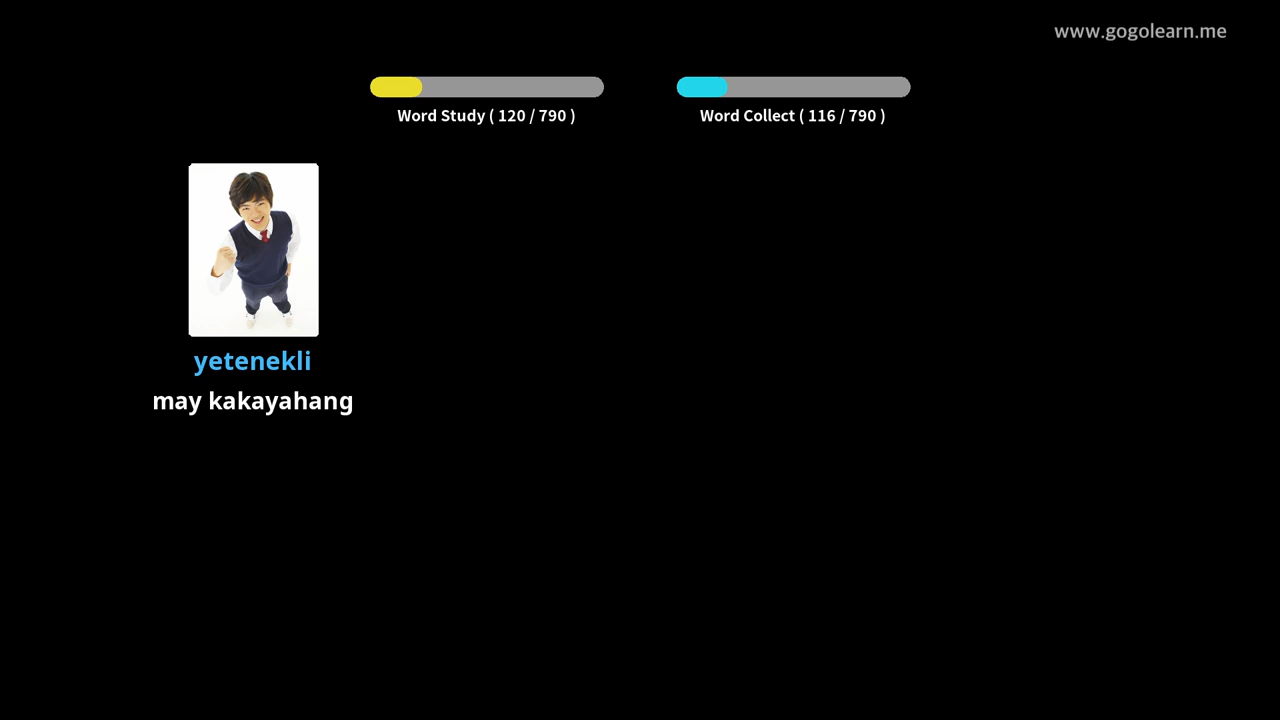 www.gogolearn.me
Word Study ( 120 / 790 )
Word Collect ( 116 / 790 )
yetenekli
may kakayahang